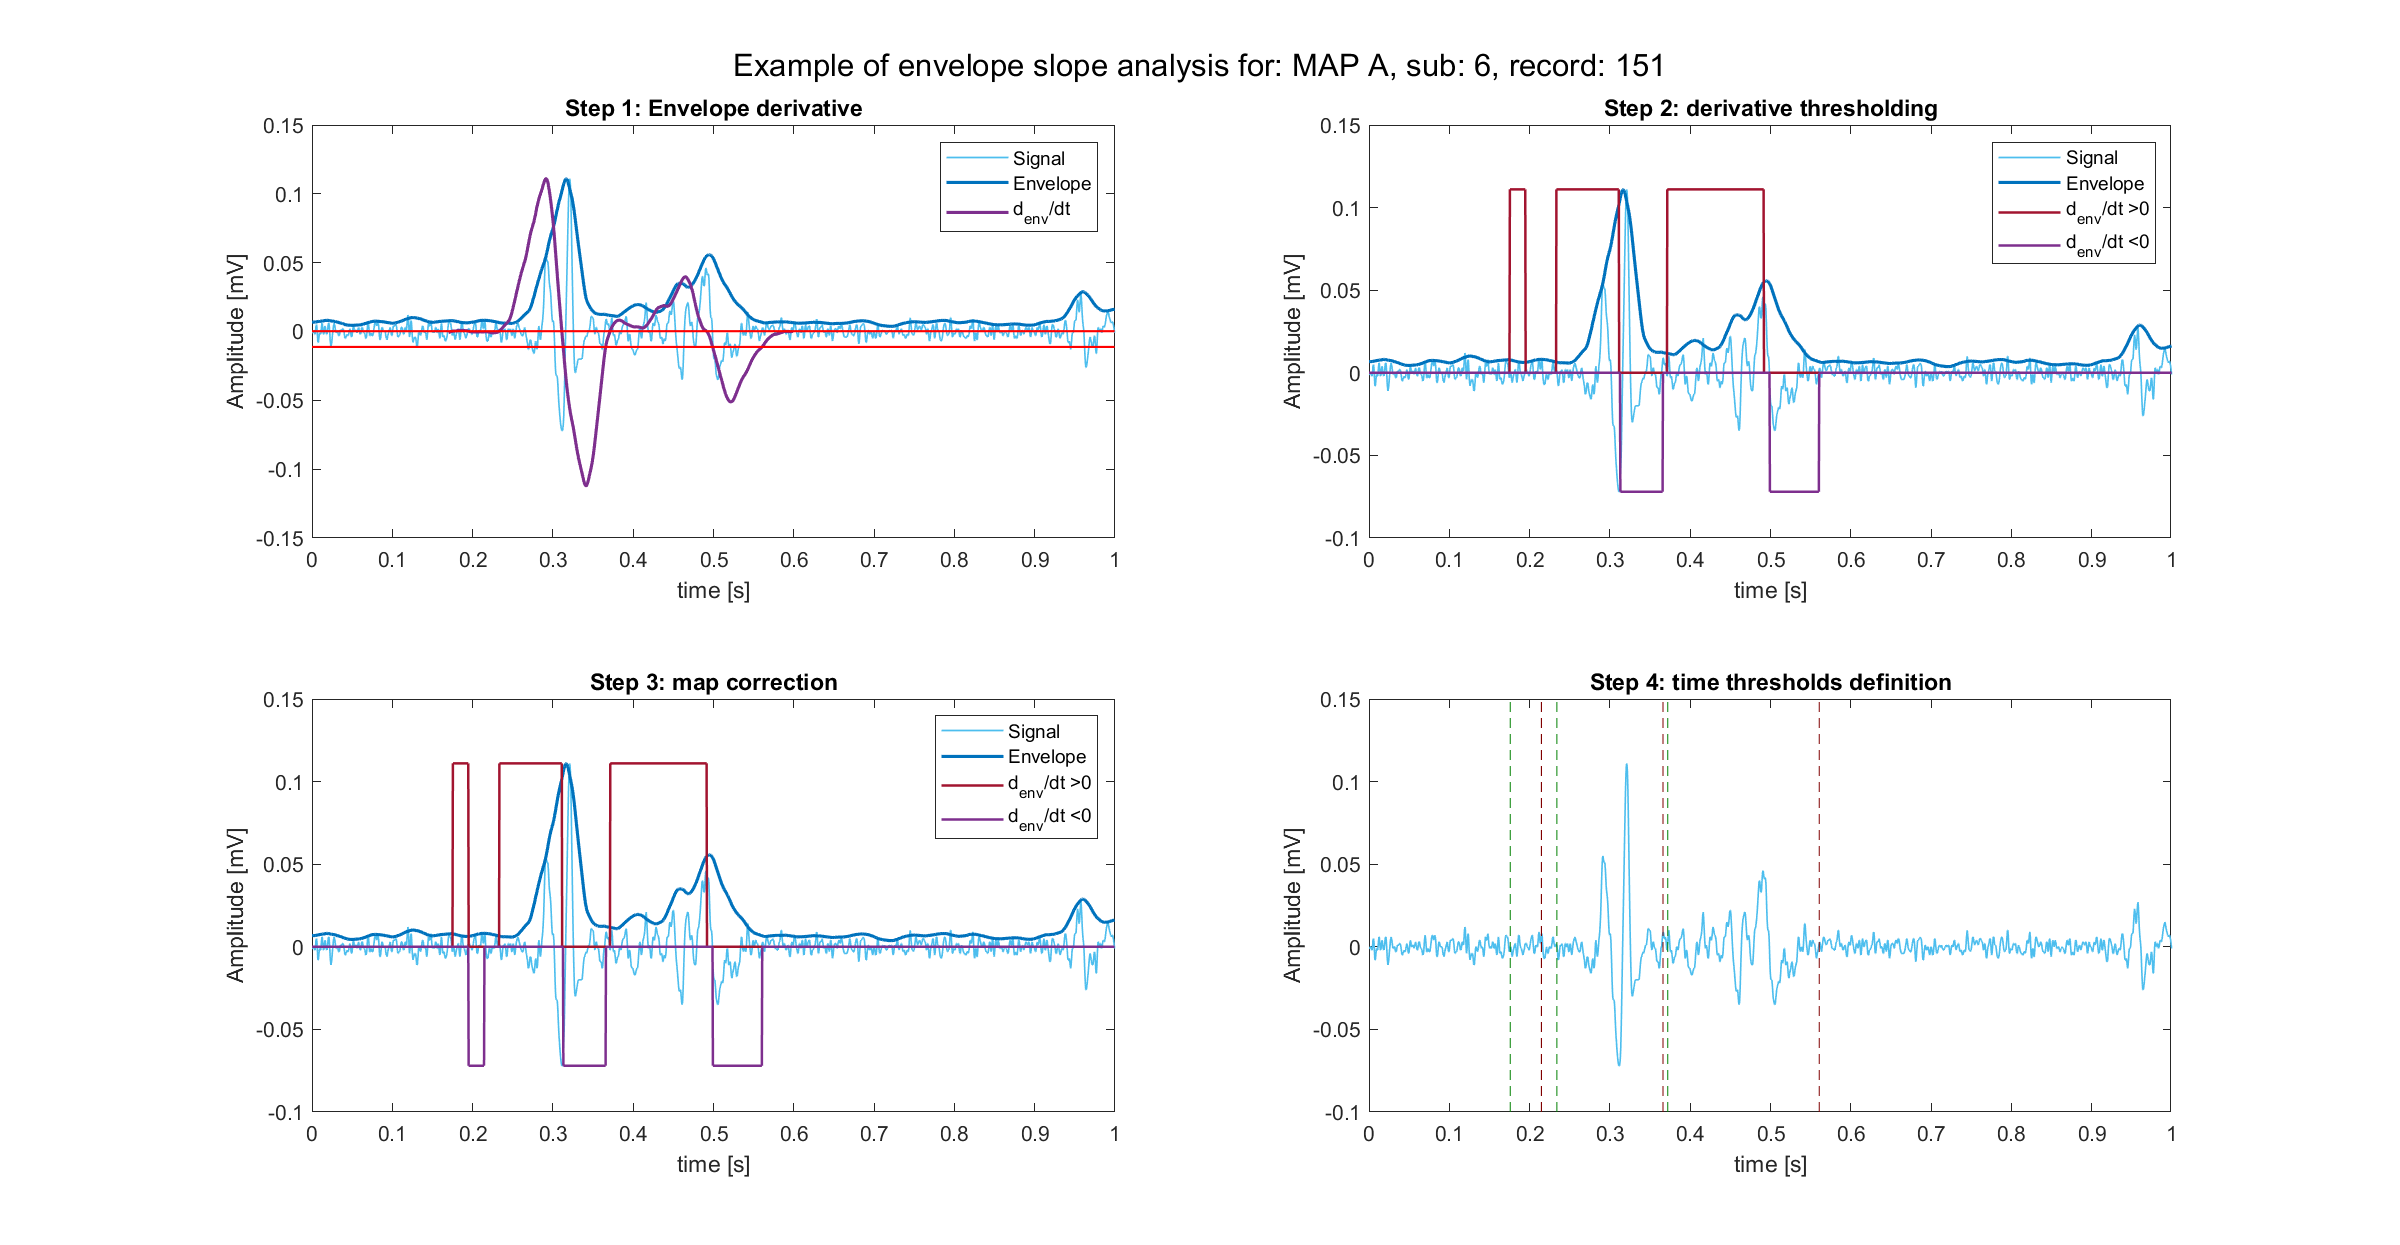 Example of envelope slope analysis for: MAP A, sub: 6, record: 151
Step 1: Envelope derivative
0.15
0.1
0.05
0
-0.05
-0.1
-0.15
Amplitude [mV]
0 0.1 0.2 0.3 0.4 0.5 0.6 0.7 0.8 0.9 1
time [s]
Signal
Envelope
d_env/dt
Step 2: derivative thresholding
0.15
0.1
0.05
0
-0.05
-0.1
Amplitude [mV]
0 0.1 0.2 0.3 0.4 0.5 0.6 0.7 0.8 0.9 1
time [s]
Signal
Envelope
d_env/dt >0
d_env/dt <0
Step 3: map correction
0.15
0.1
0.05
0
-0.05
-0.1
Amplitude [mV]
0 0.1 0.2 0.3 0.4 0.5 0.6 0.7 0.8 0.9 1
time [s]
Signal
Envelope
d_env/dt >0
d_env/dt <0
Step 4: time thresholds definition
0.15
0.1
0.05
0
-0.05
-0.1
Amplitude [mV]
0 0.1 0.2 0.3 0.4 0.5 0.6 0.7 0.8 0.9 1
time [s]